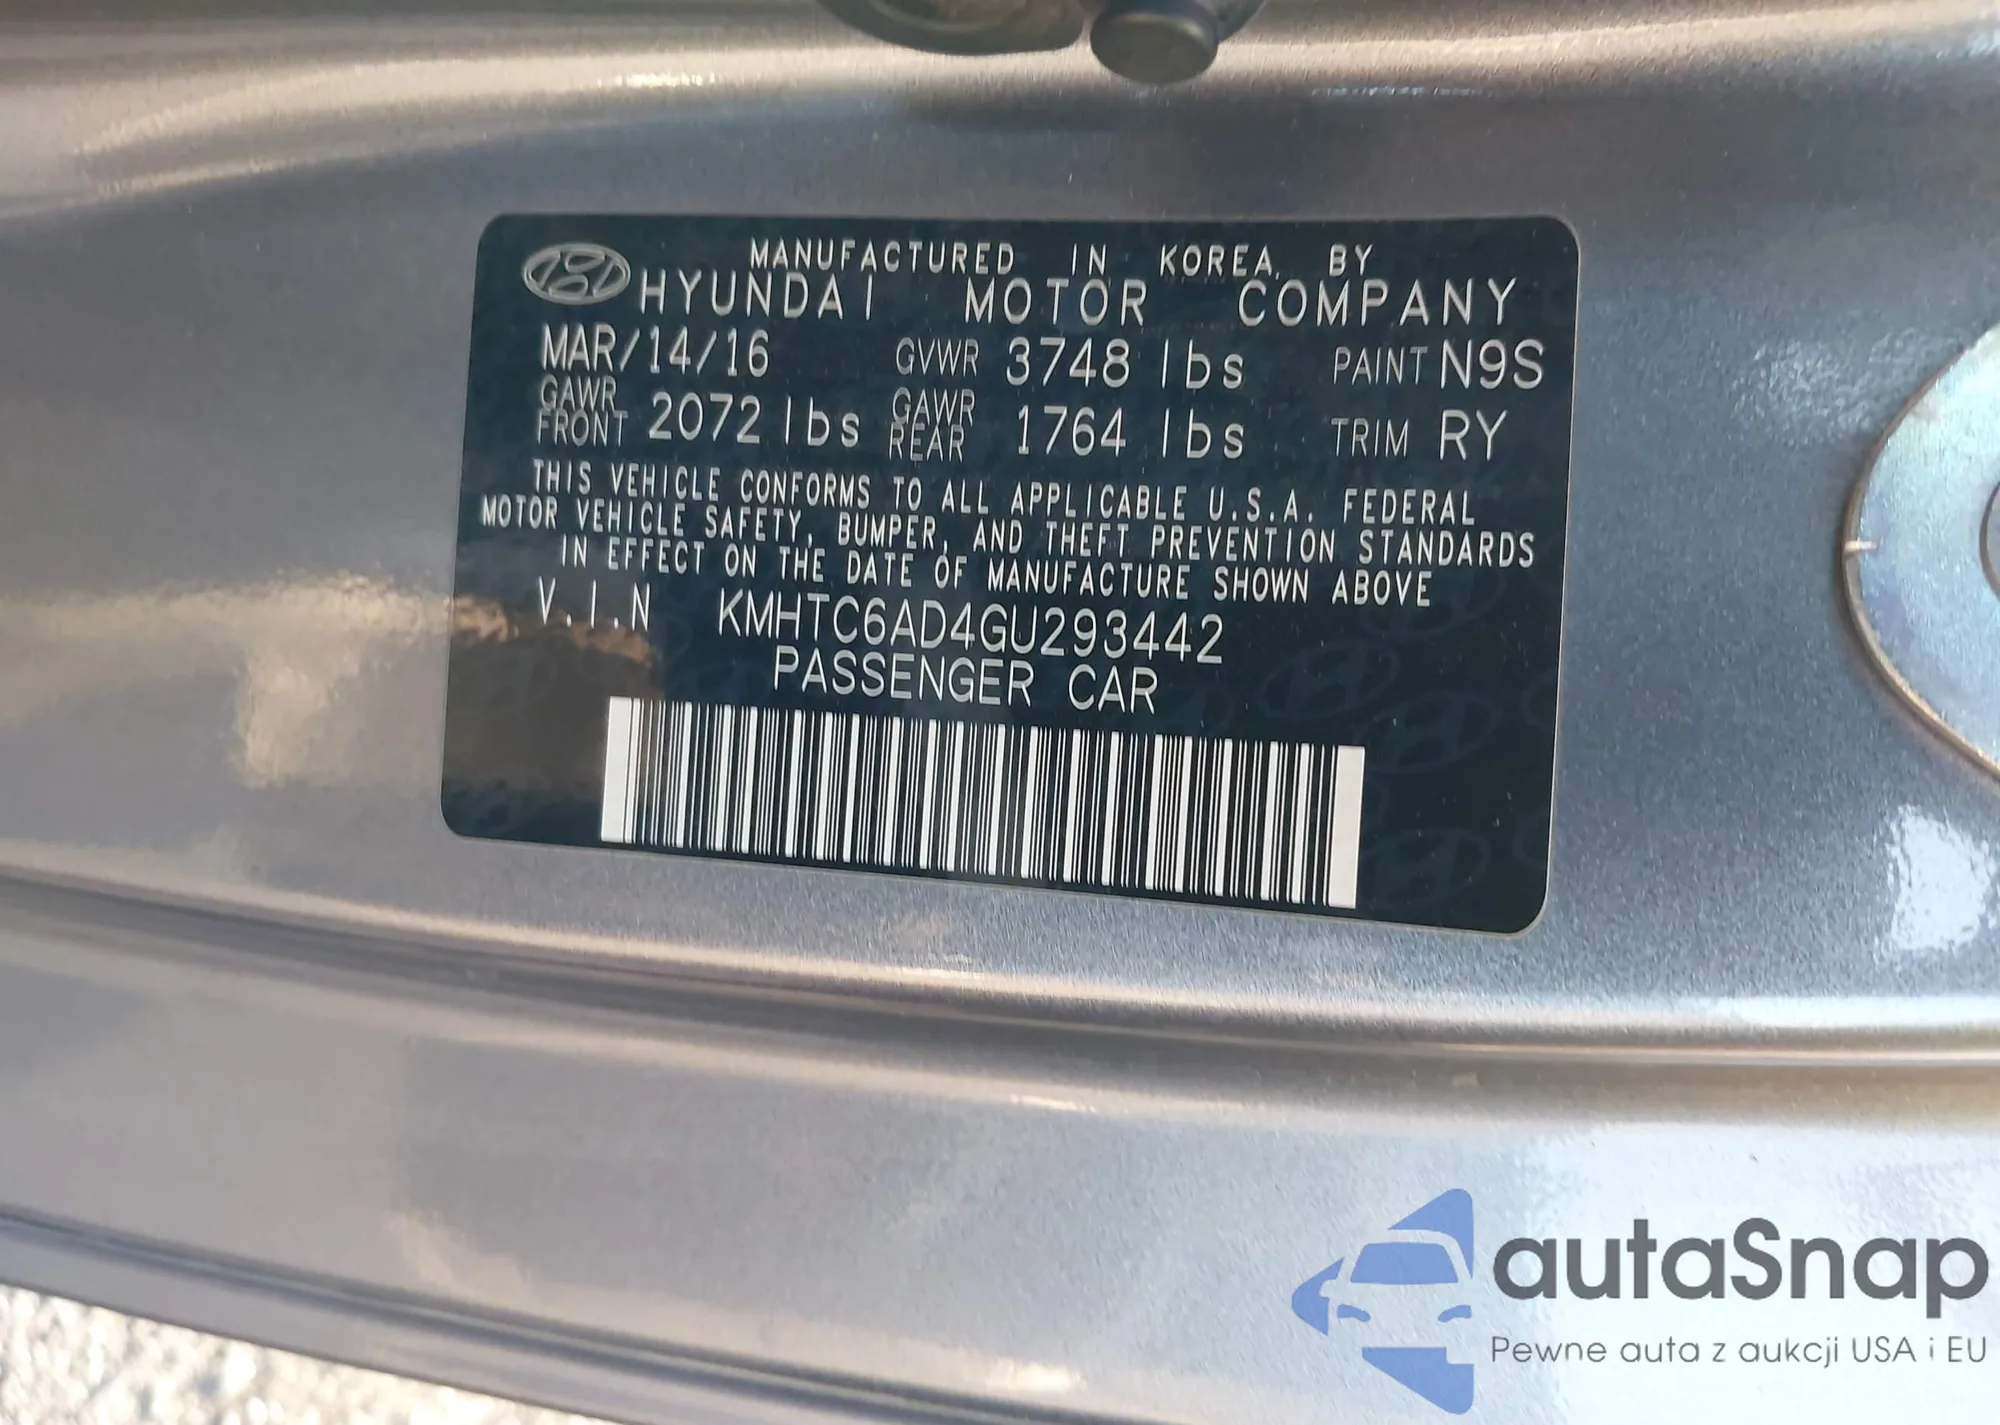 MANUFACTURED IN KOREA BY
HYUNDAI MOTOR COMPANY
MAR/14/16 GVWR 3748 lbs PAINT N9S
GAWR FRONT 2072 lbs GAWR REAR 1764 lbs TRIM RY
THIS VEHICLE CONFORMS TO ALL APPLICABLE U.S.A. FEDERAL
MOTOR VEHICLE SAFETY, BUMPER, AND THEFT PREVENTION STANDARDS
IN EFFECT ON THE DATE OF MANUFACTURE SHOWN ABOVE
V.I.N KMHTC6AD4GU293442
PASSENGER CAR
autaSnap
Pewne auta z aukcji USA i EU